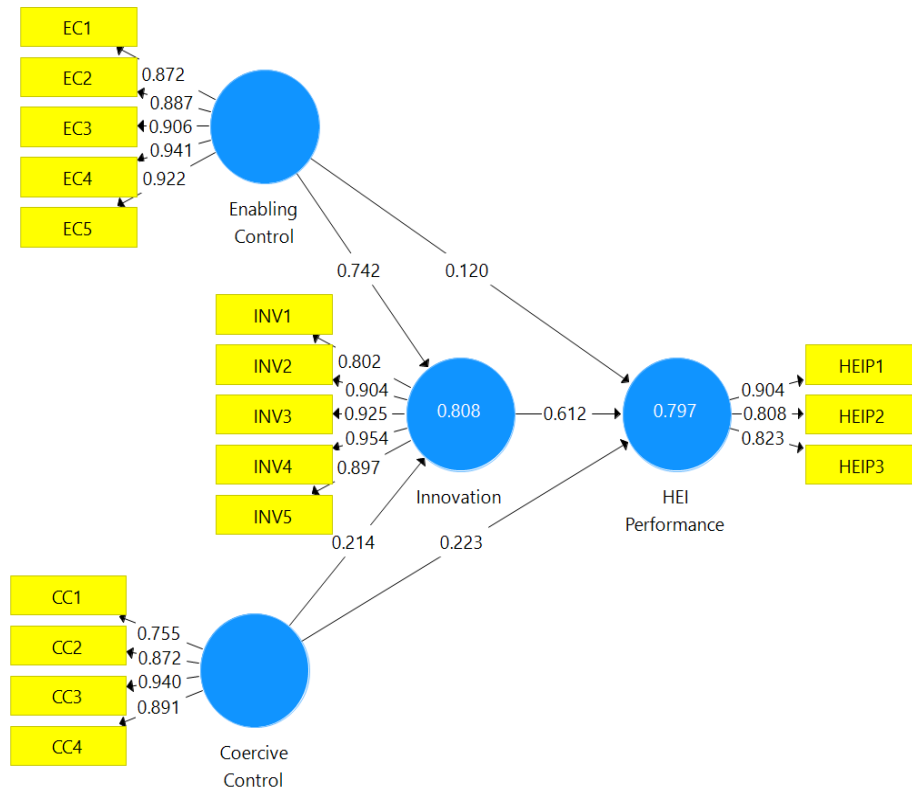 EC1
0.872
EC2
0.887
EC3
0.906
EC4
0.941
EC5
0.922
Enabling
Control
0.742
0.120
INV1
0.802
INV2
0.904
INV3
0.925
INV4
0.954
INV5
0.897
0.808
Innovation
0.612
0.797
HEI
Performance
0.904
HEIP1
0.808
HEIP2
0.823
HEIP3
0.214
0.223
CC1
0.755
CC2
0.872
CC3
0.940
CC4
0.891
Coercive
Control